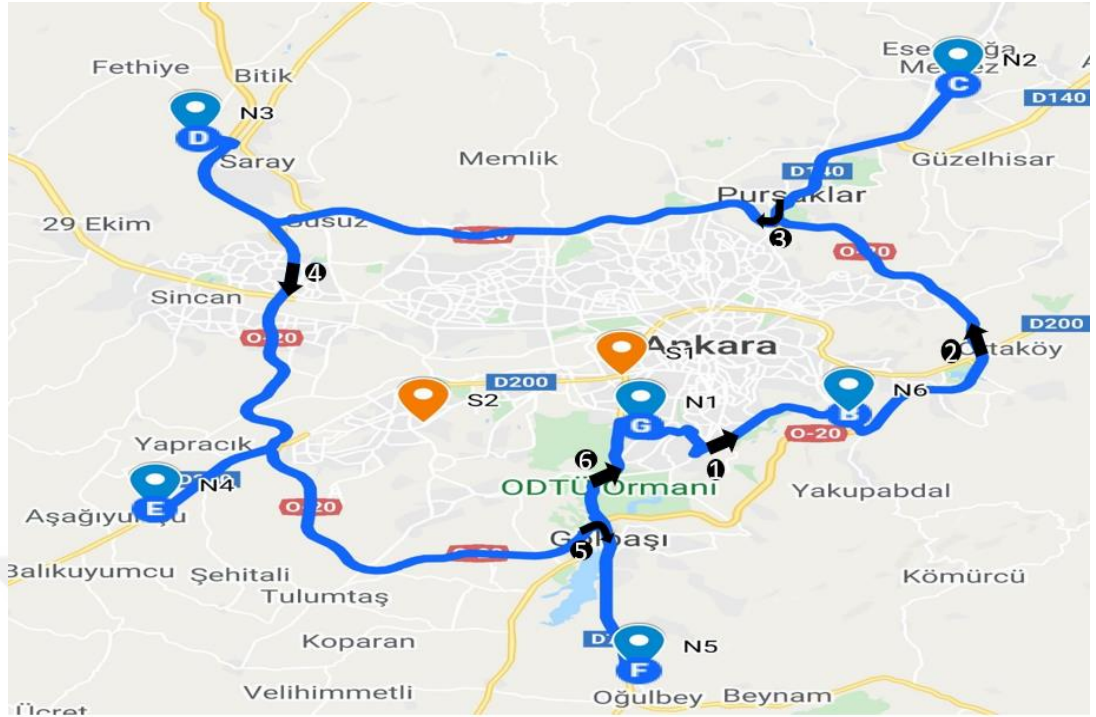 Fethiye
Bitik
N3
D
Saray
Memlik
N2
C
D140
Güzelhisar
D140
Pursaklar
29 Ekim
Susuz
O-20
3
O-20
4
Sincan
O-20
D200
2
Ortaköy
Ankara
S1
D200
S2
N1
G
N6
B
O-20
1
Yapracık
6
ODTÜ Ormanı
Yakupabdal
N4
E
O-20
Gölbaşı
5
Balıkuyumcu
Şehitali
Tulumtaş
Kömürcü
Koparan
N5
F
Velihimmetli
Oğulbey
Beynam
Ücret